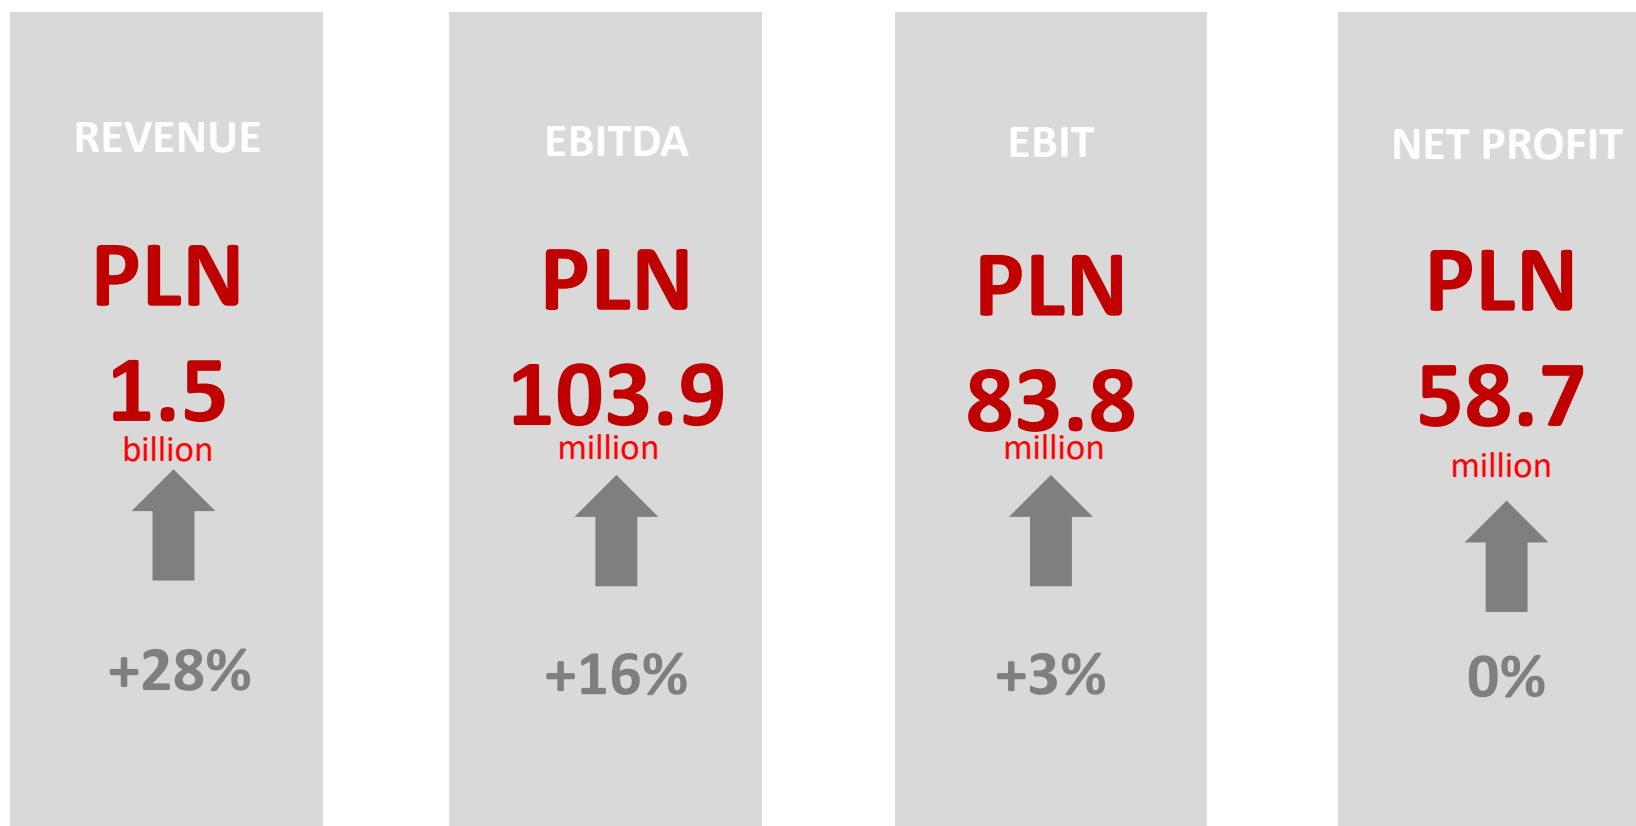 REVENUE
PLN
1.5
billion
+28%
EBITDA
PLN
103.9
million
+16%
EBIT
PLN
83.8
million
+3%
NET PROFIT
PLN
58.7
million
0%